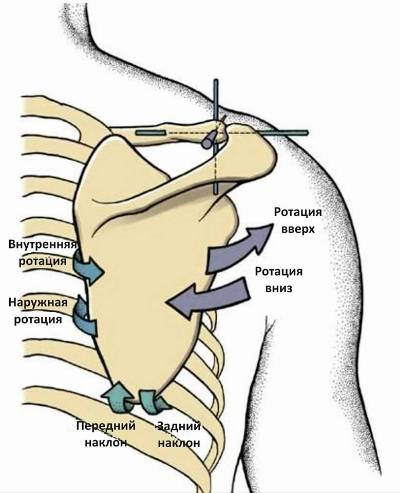 Ротация
вверх
Внутренняя
ротация
Ротация
вниз
Наружная
ротация
Передний
наклон
Задний
наклон